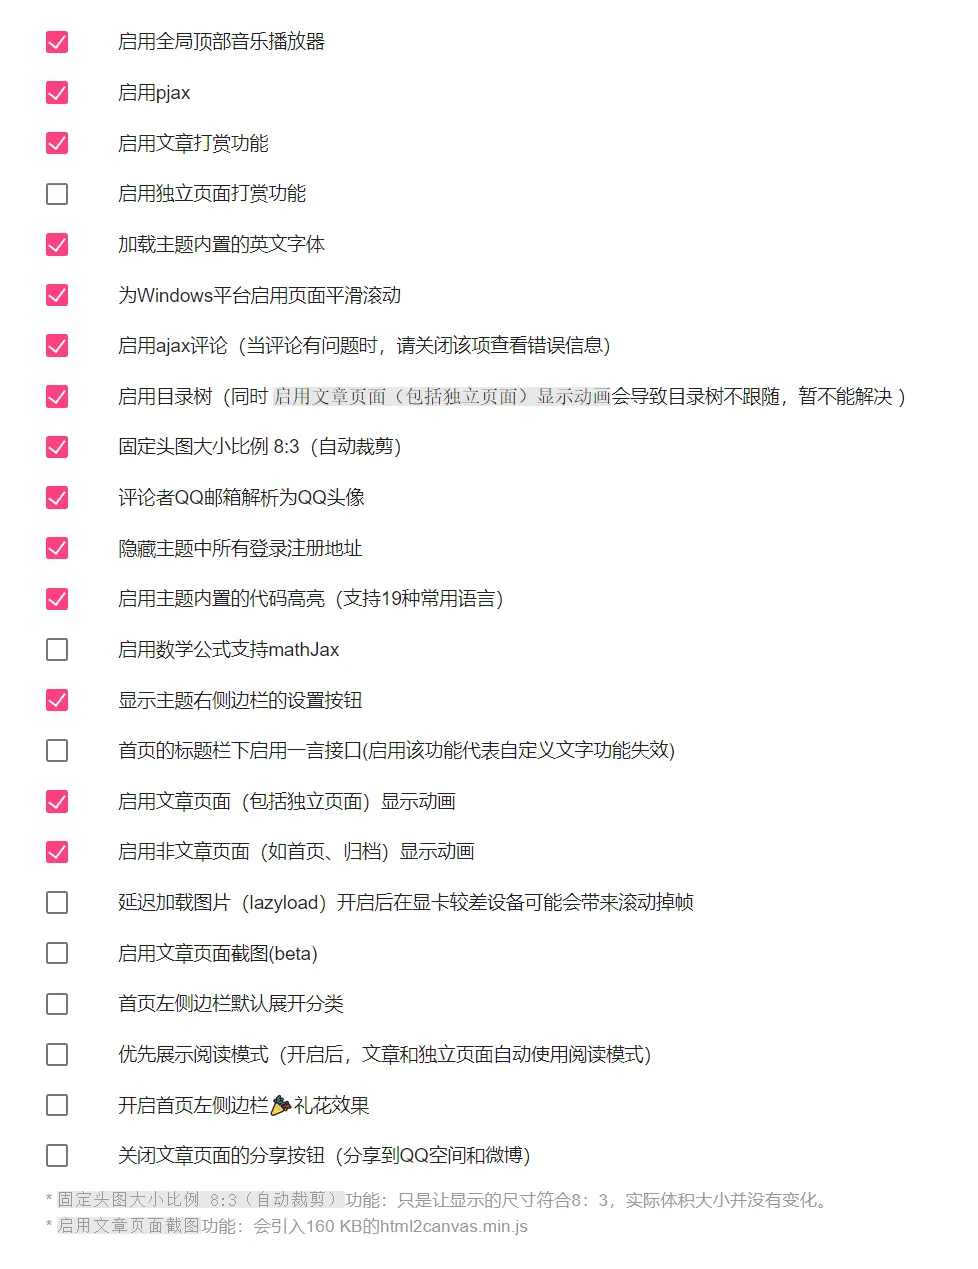 启用全局顶部音乐播放器
启用pjax
启用文章打赏功能
启用独立页面打赏功能
加载主题内置的英文字体
为Windows平台启用页面平滑滚动
启用ajax评论（当评论有问题时，请关闭该项查看错误信息）
启用目录树（同时 启用文章页面（包括独立页面）显示动画会导致目录树不跟随，暂不能解决 ）
固定头图大小比例 8:3（自动裁剪）
评论者QQ邮箱解析为QQ头像
隐藏主题中所有登录注册地址
启用主题内置的代码高亮（支持19种常用语言）
启用数学公式支持mathJax
显示主题右侧边栏的设置按钮
首页的标题栏下启用一言接口(启用该功能代表自定义文字功能失效)
启用文章页面（包括独立页面）显示动画
启用非文章页面（如首页、归档）显示动画
延迟加载图片（lazyload）开启后在显卡较差设备可能会带来滚动掉帧
启用文章页面截图(beta)
首页左侧边栏默认展开分类
优先展示阅读模式（开启后，文章和独立页面自动使用阅读模式）
开启首页左侧边栏🎉礼花效果
关闭文章页面的分享按钮（分享到QQ空间和微博）
* 固定头图大小比例 8:3（自动裁剪）功能：只是让显示的尺寸符合8：3，实际体积大小并没有变化。
* 启用文章页面截图功能：会引入160 KB的html2canvas.min.js